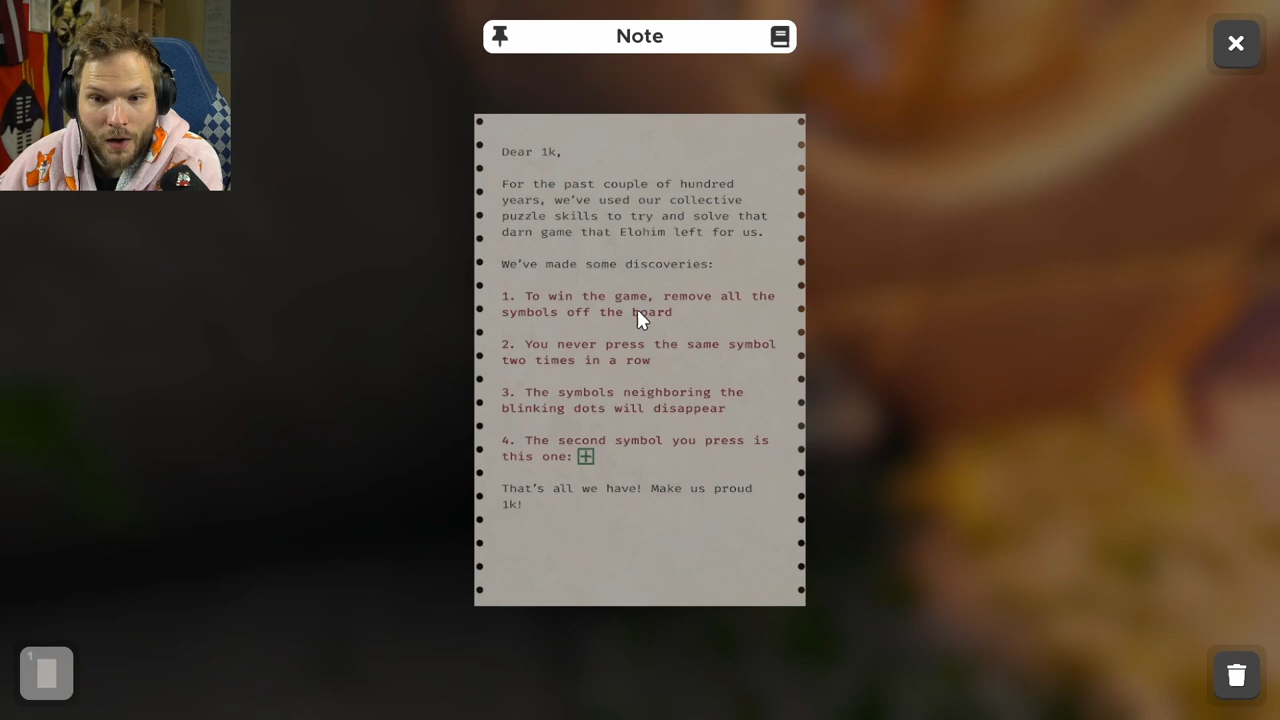 Note
Dear 1k,
For the past couple of hundred
years, we've used our collective
puzzle skills to try and solve that
darn game that Elohim left for us.
We've made some discoveries:
1. To win the game, remove all the
symbols off the board
2. You never press the same symbol
two times in a row
3. The symbols neighboring the
blinking dots will disappear
4. The second symbol you press is
this one:
That's all we have! Make us proud
1k!
1